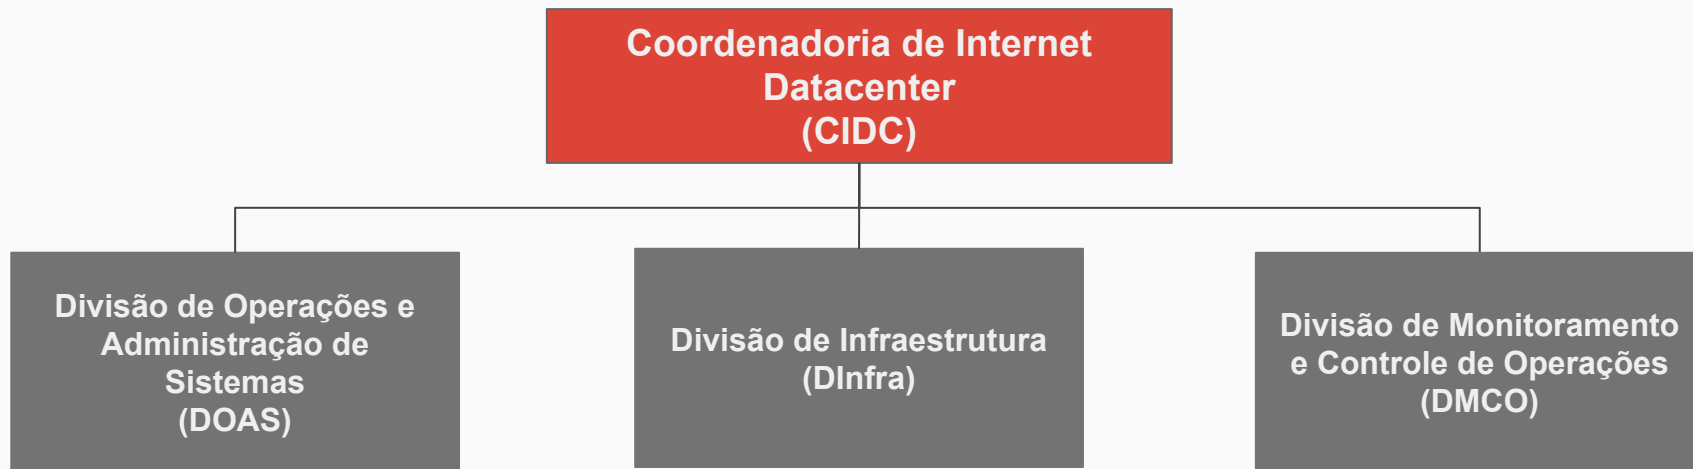 Coordenadoria de Internet
Datacenter
(CIDC)
Divisão de Operações e
Administração de
Sistemas
(DOAS)
Divisão de Infraestrutura
(DInfra)
Divisão de Monitoramento
e Controle de Operações
(DMCO)